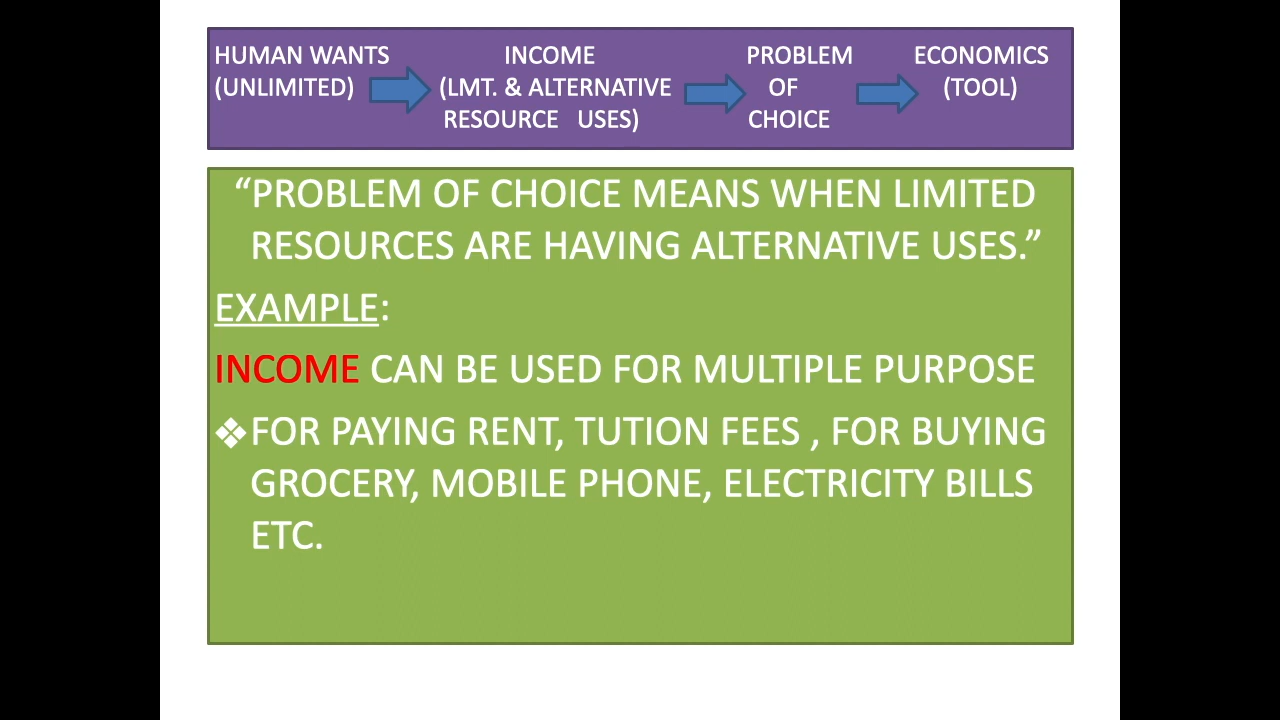 HUMAN WANTS INCOME PROBLEM ECONOMICS
(UNLIMITED) (LMT. & ALTERNATIVE OF (TOOL)
RESOURCE USES) CHOICE
“PROBLEM OF CHOICE MEANS WHEN LIMITED
RESOURCES ARE HAVING ALTERNATIVE USES.”
EXAMPLE:
INCOME CAN BE USED FOR MULTIPLE PURPOSE
❖FOR PAYING RENT, TUTION FEES , FOR BUYING
GROCERY, MOBILE PHONE, ELECTRICITY BILLS
ETC.